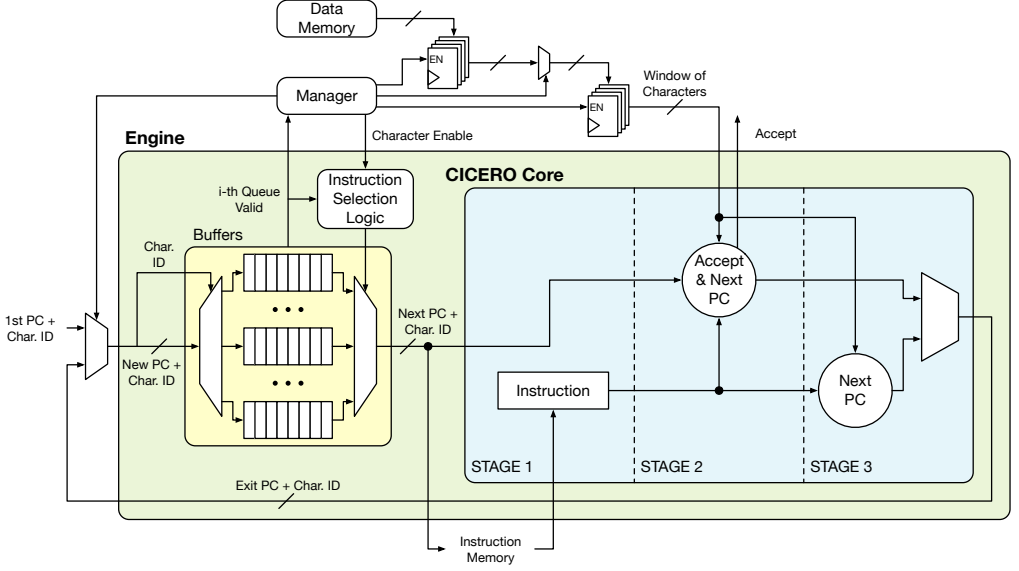 Data
Memory
EN
Manager
EN
Window of
Characters
Accept
Character Enable
Engine
i-th Queue
Valid
Instruction
Selection
Logic
CICERO Core
Buffers
Char.
ID
Accept
& Next
PC
1st PC +
Char. ID
Next PC +
Char. ID
New PC +
Char. ID
Instruction
Next
PC
STAGE 1
STAGE 2
STAGE 3
Exit PC + Char. ID
Instruction
Memory